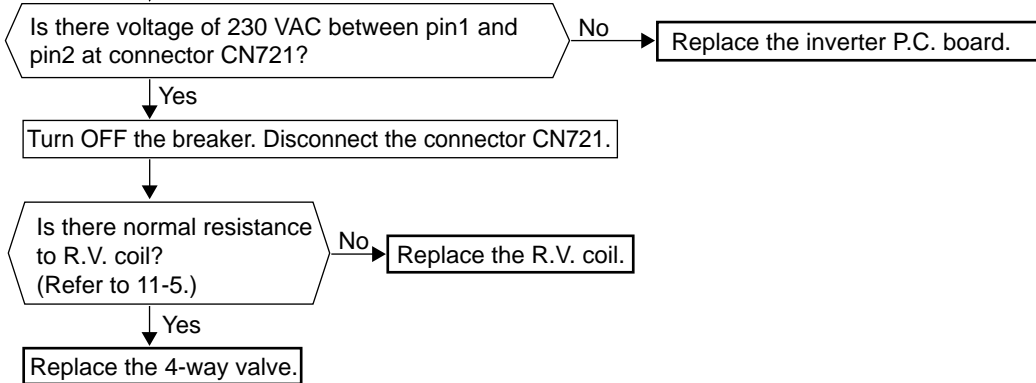 Is there voltage of 230 VAC between pin1 and
pin2 at connector CN721?
No
Replace the inverter P.C. board.
Yes
Turn OFF the breaker. Disconnect the connector CN721.
Is there normal resistance
to R.V. coil?
(Refer to 11-5.)
No
Replace the R.V. coil.
Yes
Replace the 4-way valve.